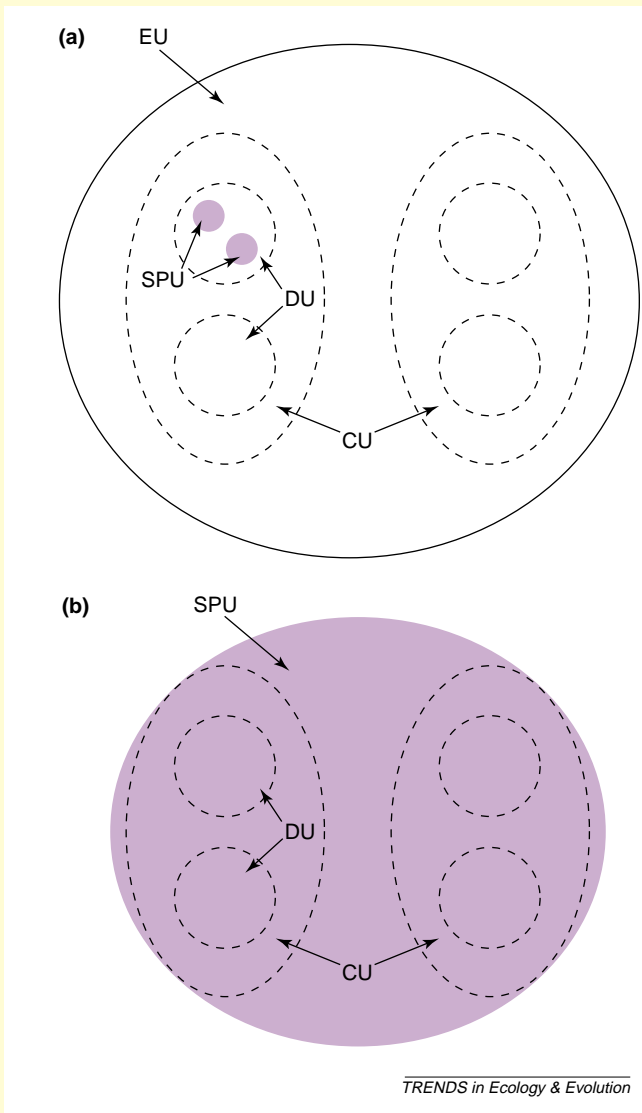 (a)
EU
SPU
DU
CU
(b)
SPU
DU
CU
TRENDS in Ecology & Evolution